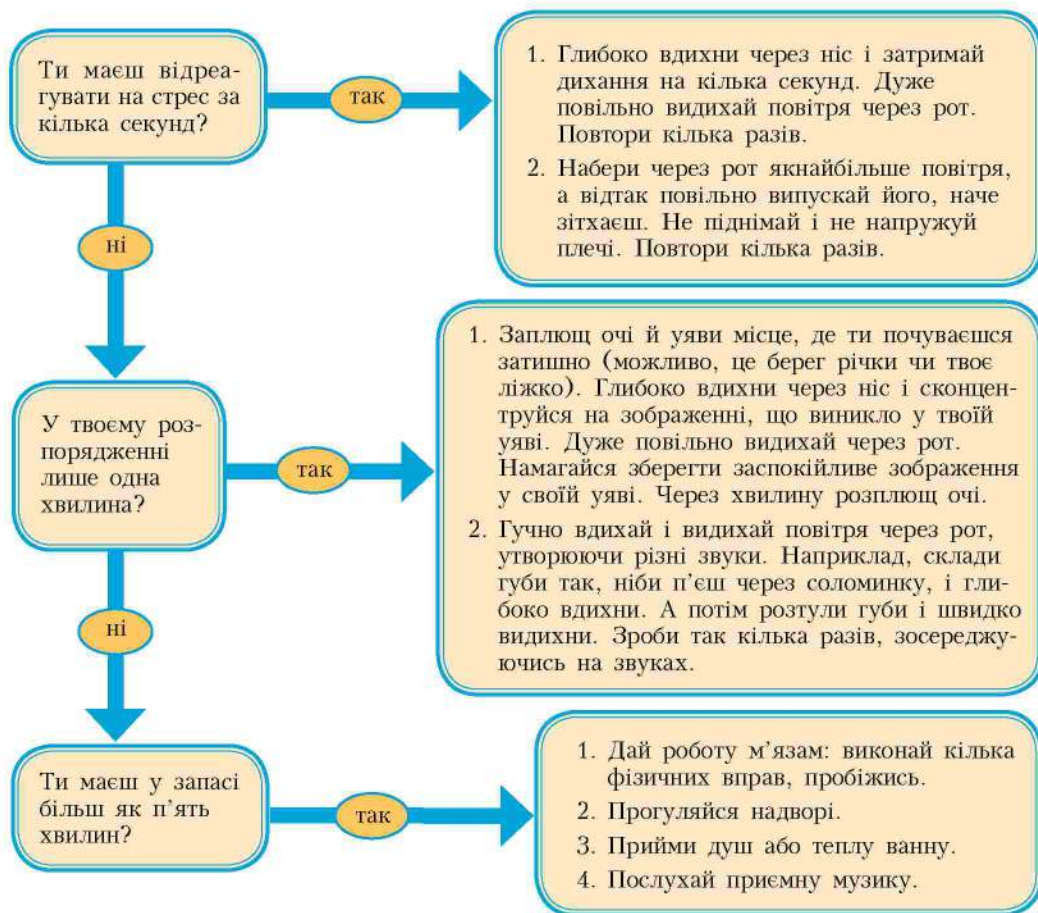 Ти маєш відреа-
гувати на стрес за
кілька секунд?
так
1. Глибоко вдихни через ніс і затримай
дихання на кілька секунд. Дуже
повільно видихай повітря через рот.
Повтори кілька разів.
2. Набери через рот якнайбільше повітря,
а відтак повільно випускай його, наче
зітхаєш. Не піднімай і не напружуй
плечі. Повтори кілька разів.
ні
У твоєму роз-
порядженні
лише одна
хвилина?
так
1. Заплющ очі й уяви місце, де ти почуваєшся
затишно (можливо, це берег річки чи твоє
ліжко). Глибоко вдихни через ніс і сконцен-
труйся на зображенні, що виникло у твоїй
уяві. Дуже повільно видихай через рот.
Намагайся зберегти заспокійливе зображення
у своїй уяві. Через хвилину розплющ очі.
2. Гучно вдихай і видихай повітря через рот,
утворюючи різні звуки. Наприклад, склади
губи так, ніби п’єш через соломинку, і гли-
боко вдихни. А потім розтули губи і швидко
видихни. Зроби так кілька разів, зосереджу-
ючись на звуках.
ні
Ти маєш у запасі
більш як п’ять
хвилин?
так
1. Дай роботу м’язам: виконай кілька
фізичних вправ, пробіжись.
2. Прогуляйся надворі.
3. Прийми душ або теплу ванну.
4. Послухай приємну музику.